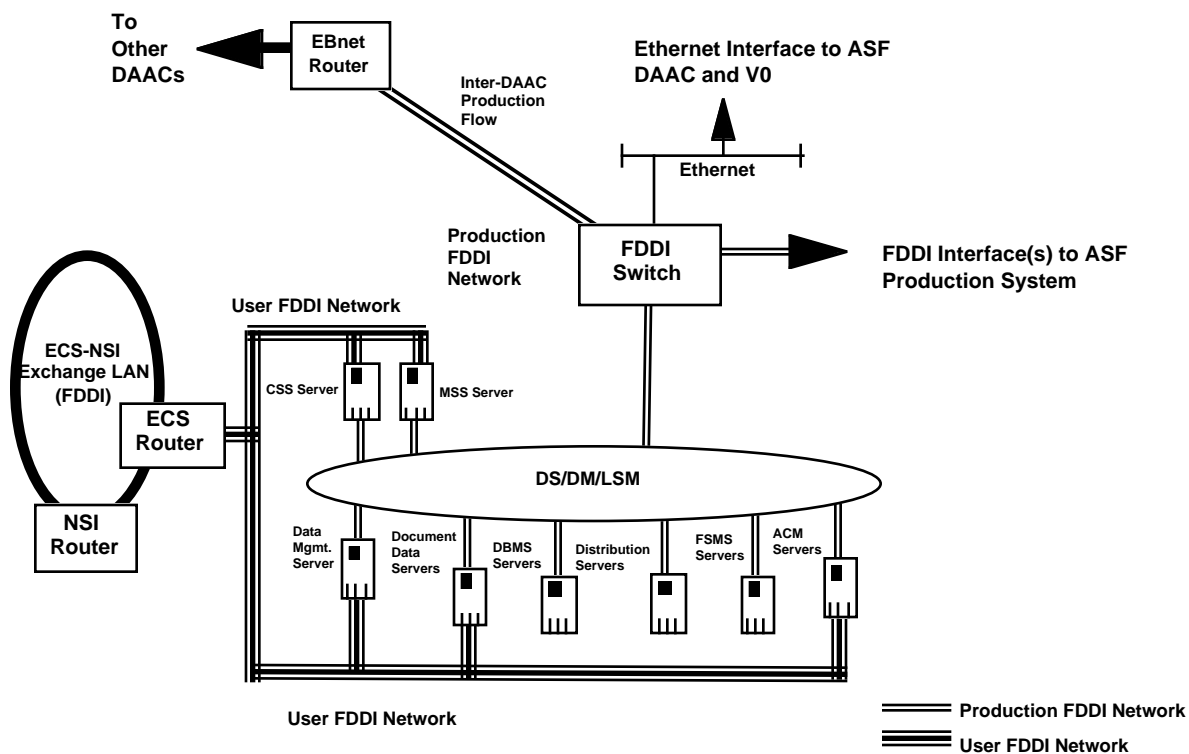 To
Other
DAACs
EBnet
Router
Inter-DAAC
Production
Flow
Ethernet Interface to ASF
DAAC and V0
Ethernet
Production
FDDI
Network
FDDI
Switch
FDDI Interface(s) to ASF
Production System
User FDDI Network
ECS-NSI
Exchange LAN
(FDDI)
CSS Server
MSS Server
ECS
Router
DS/DM/LSM
NSI
Router
Data
Mgmt.
Server
Document
Data
Servers
DBMS
Servers
Distribution
Servers
FSMS
Servers
ACM
Servers
User FDDI Network
Production FDDI Network
User FDDI Network